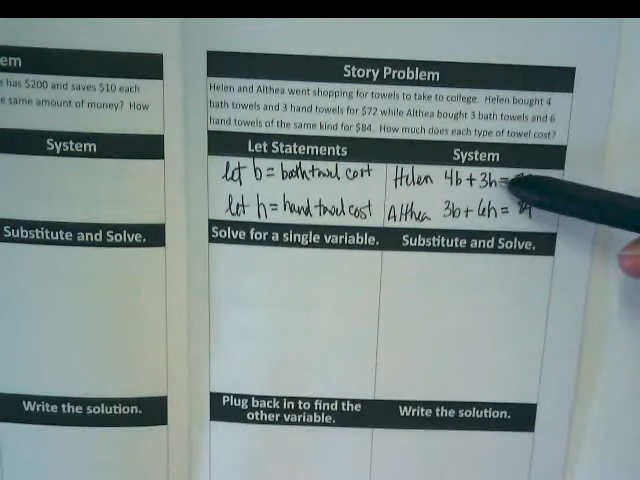 em
Story Problem
e has $200 and saves $10 each
e same amount of money? How
Helen and Althea went shopping for towels to take to college. Helen bought 4
bath towels and 3 hand towels for $72 while Althea bought 3 bath towels and 6
hand towels of the same kind for $84. How much does each type of towel cost?
System
Let Statements
System
let b = bath towel cost
Helen 4b + 3h =
let h = hand towel cost
Althea 3b + 6h = 84
Substitute and Solve.
Solve for a single variable.
Substitute and Solve.
Write the solution.
Plug back in to find the
other variable.
Write the solution.